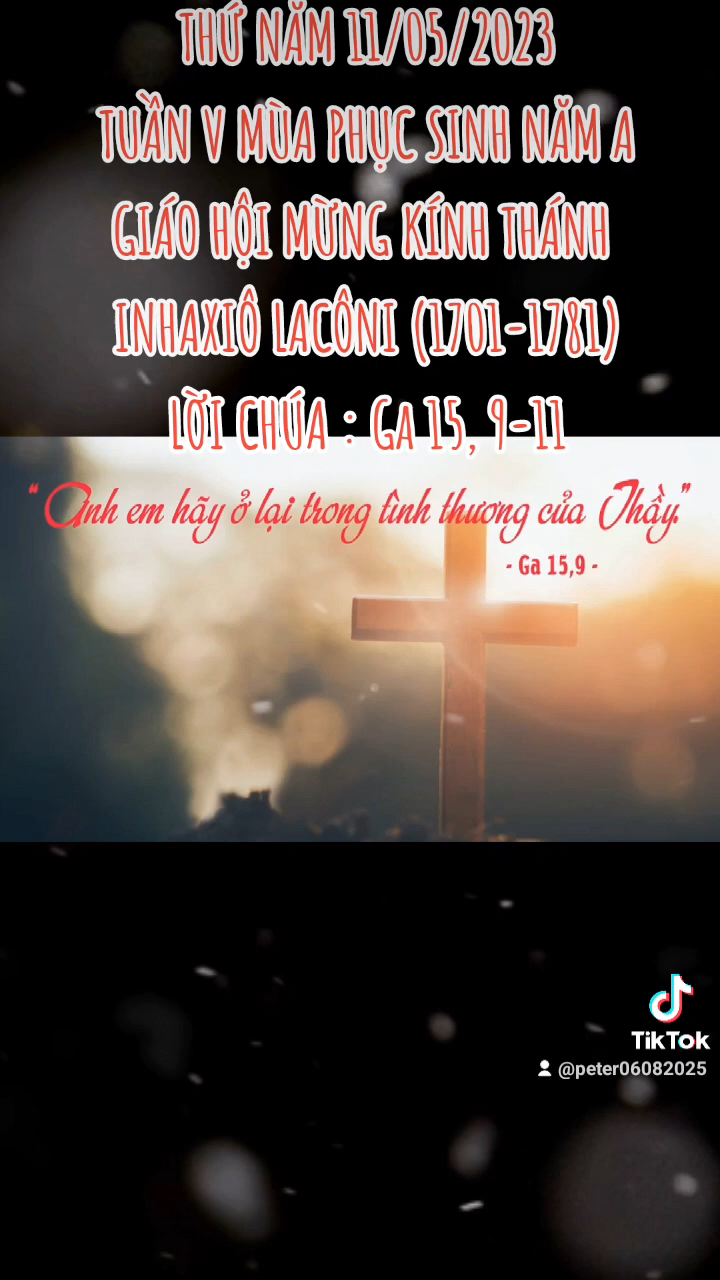 THỨ NĂM 11/05/2023
TUẦN V MÙA PHỤC SINH NĂM A
GIÁO HỘI MỪNG KÍNH THÁNH
INHAXIÔ LACÔNI (1701-1781)
LỜI CHÚA : GA 15, 9-11
"Anh em hãy ở lại trong tình thương của Thầy."
- Ga 15,9 -
TikTok
@peter06082025